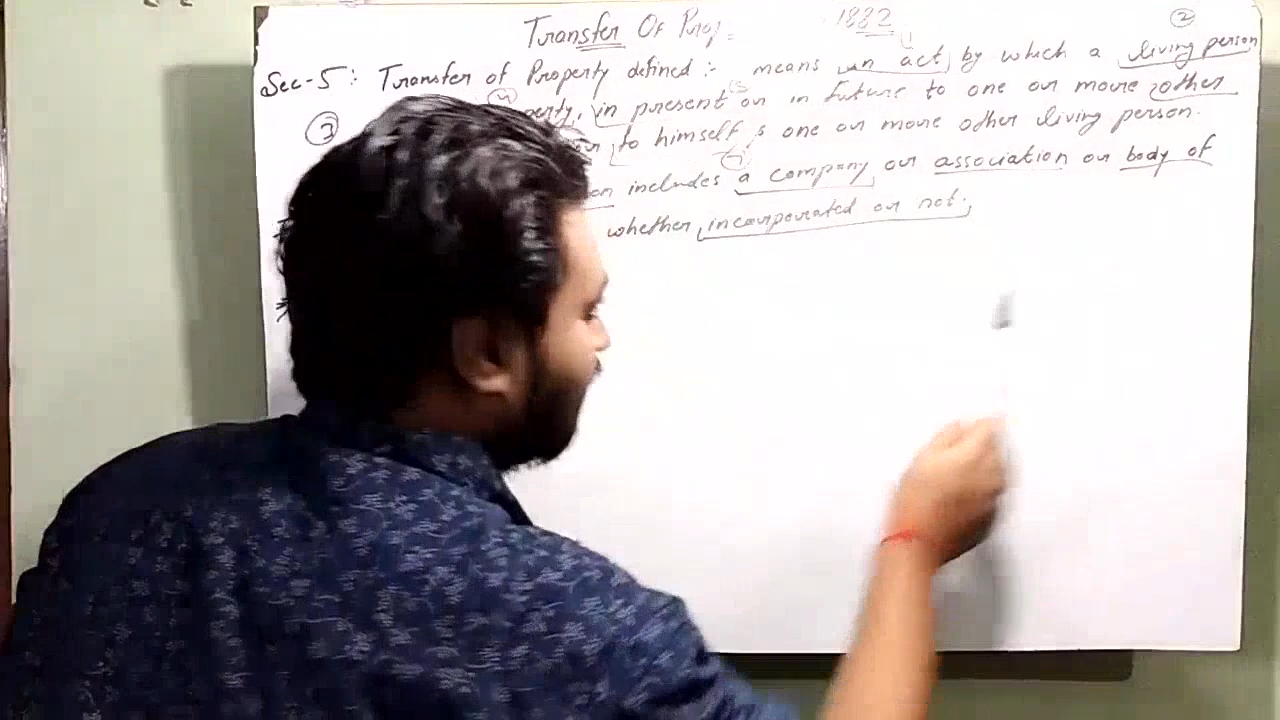 Transfer Of Prop 1882 ②
Sec-5: Transfer of Property defined :- means an act, by which a living person
③ perty, in present or in future to one or more other
to himself & one or more other living person.
includes a company, or association or body of
whether, incorporated or not.